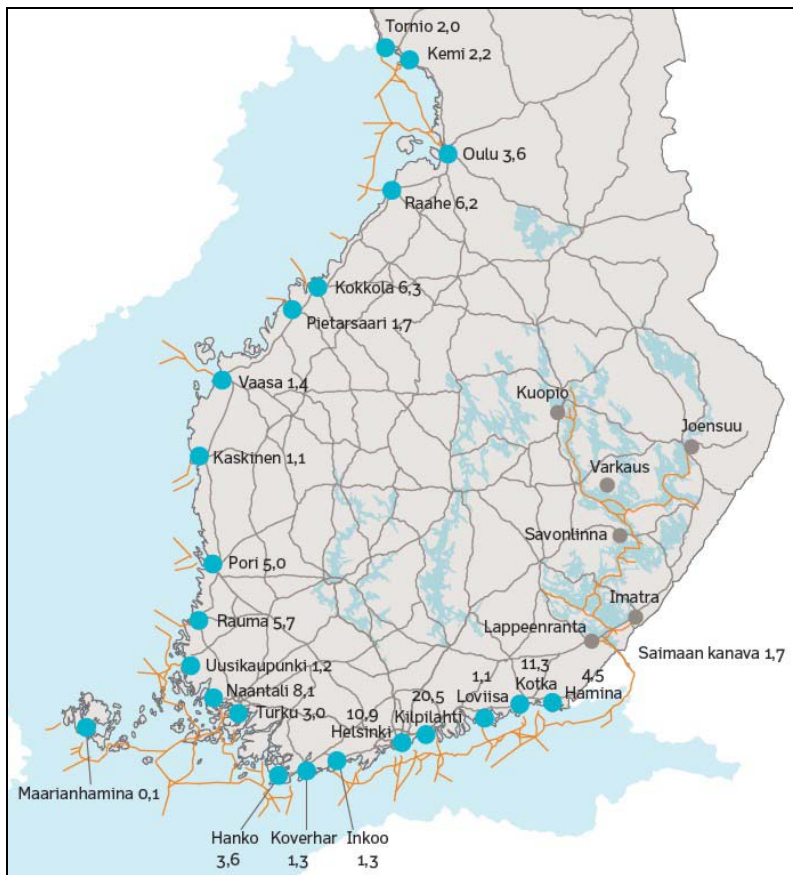 Tornio 2,0
Kemi 2,2
Oulu 3,6
Raahe 6,2
Kokkola 6,3
Pietarsaari 1,7
Vaasa 1,4
Kuopio
Joensuu
Kaskinen 1,1
Varkaus
Savonlinna
Pori 5,0
Imatra
Rauma 5,7
Lappeenranta
Saimaan kanava 1,7
Uusikaupunki 1,2
Naantali 8,1
Turku 3,0
10,9
Helsinki
20,5
Kilpilahti
1,1
Loviisa
11,3
Kotka
4,5
Hamina
Maarianhamina 0,1
Hanko
3,6
Koverhar
1,3
Inkoo
1,3